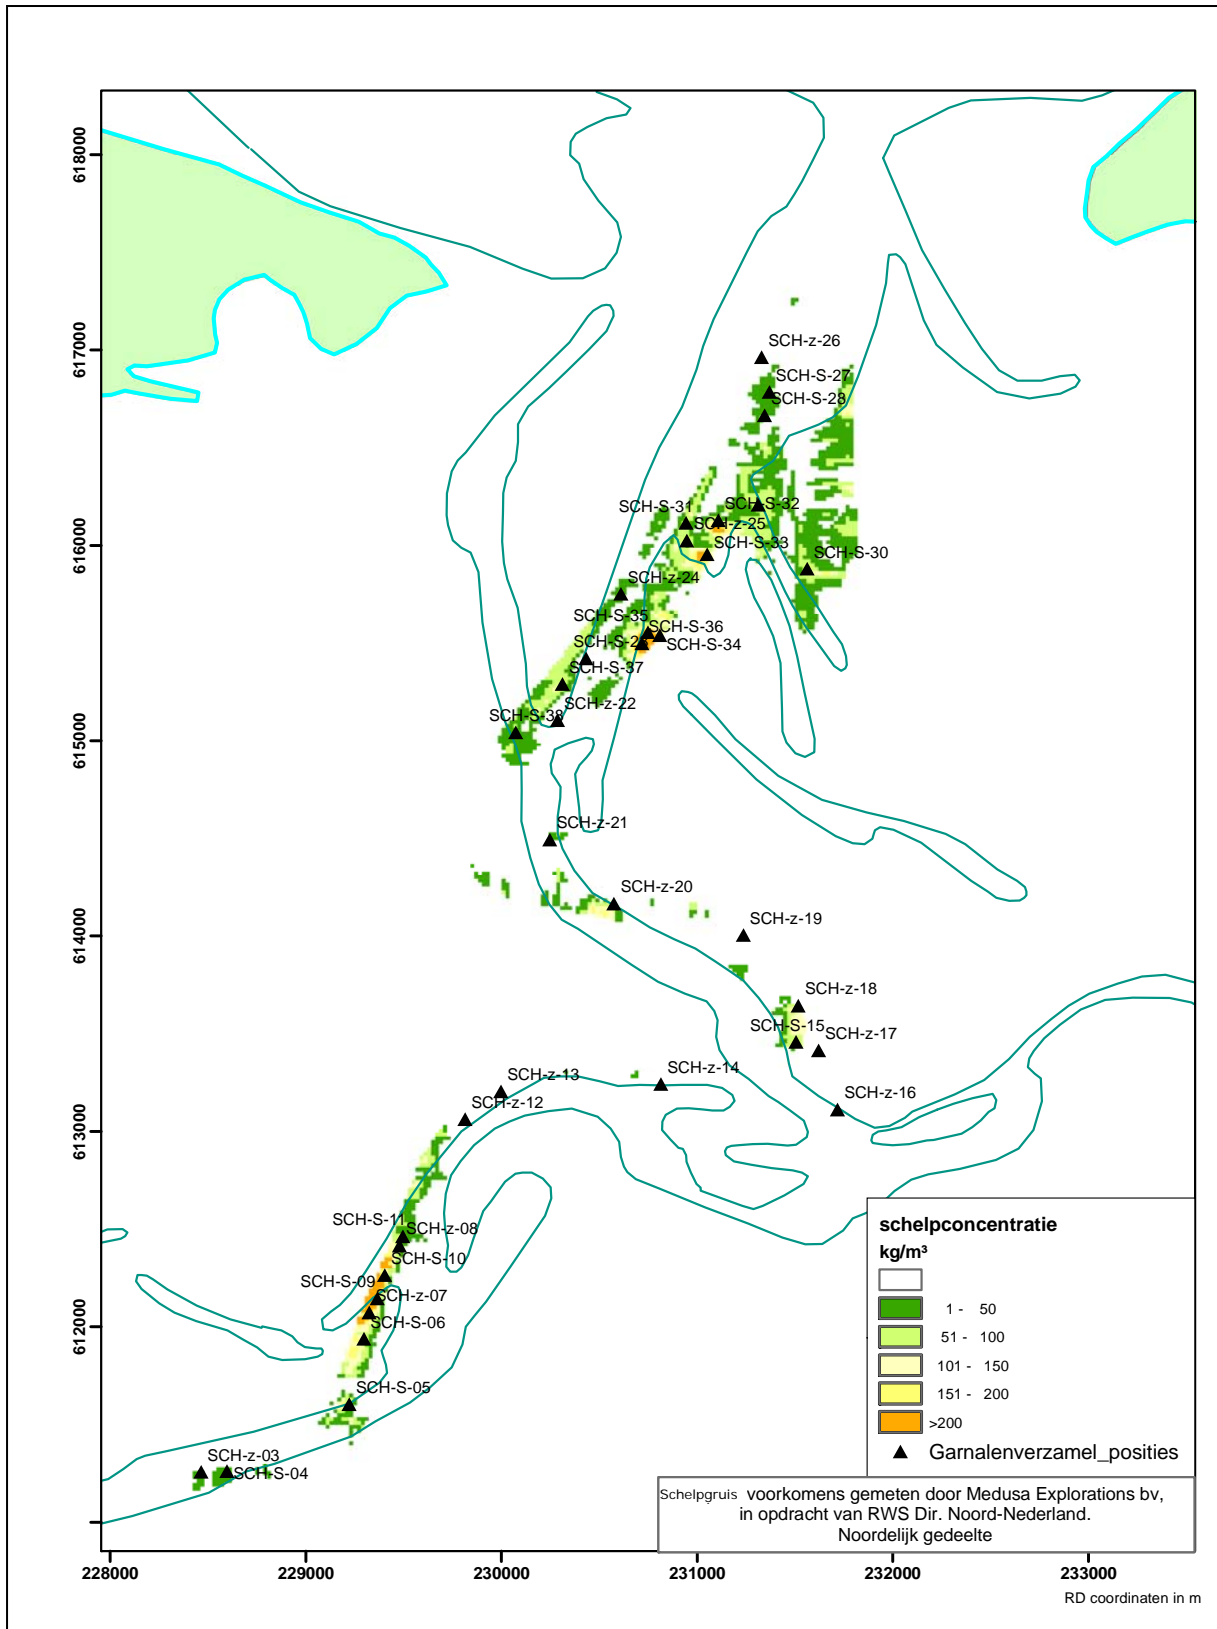 618000
617000
616000
615000
614000
613000
612000
SCH-z-26
SCH-S-27
SCH-S-28
SCH-S-31
SCH-S-32
SCH-z-25
SCH-S-33
SCH-S-30
SCH-z-24
SCH-S-35
SCH-S-36
SCH-S-34
SCH-S-37
SCH-z-22
SCH-S-38
SCH-z-21
SCH-z-20
SCH-z-19
SCH-z-18
SCH-S-15
SCH-z-17
SCH-z-14
SCH-z-13
SCH-z-16
SCH-z-12
SCH-S-11
SCH-z-08
SCH-S-10
SCH-S-09
SCH-z-07
SCH-S-06
SCH-S-05
SCH-z-03
SCH-S-04
schelpconcentratie
kg/m³
1 - 50
51 - 100
101 - 150
151 - 200
>200
Garnalenverzamel_posities
Schelpgruis voorkomens gemeten door Medusa Explorations bv,
in opdracht van RWS Dir. Noord-Nederland.
Noordelijk gedeelte
228000 229000 230000 231000 232000 233000
RD coordinaten in m